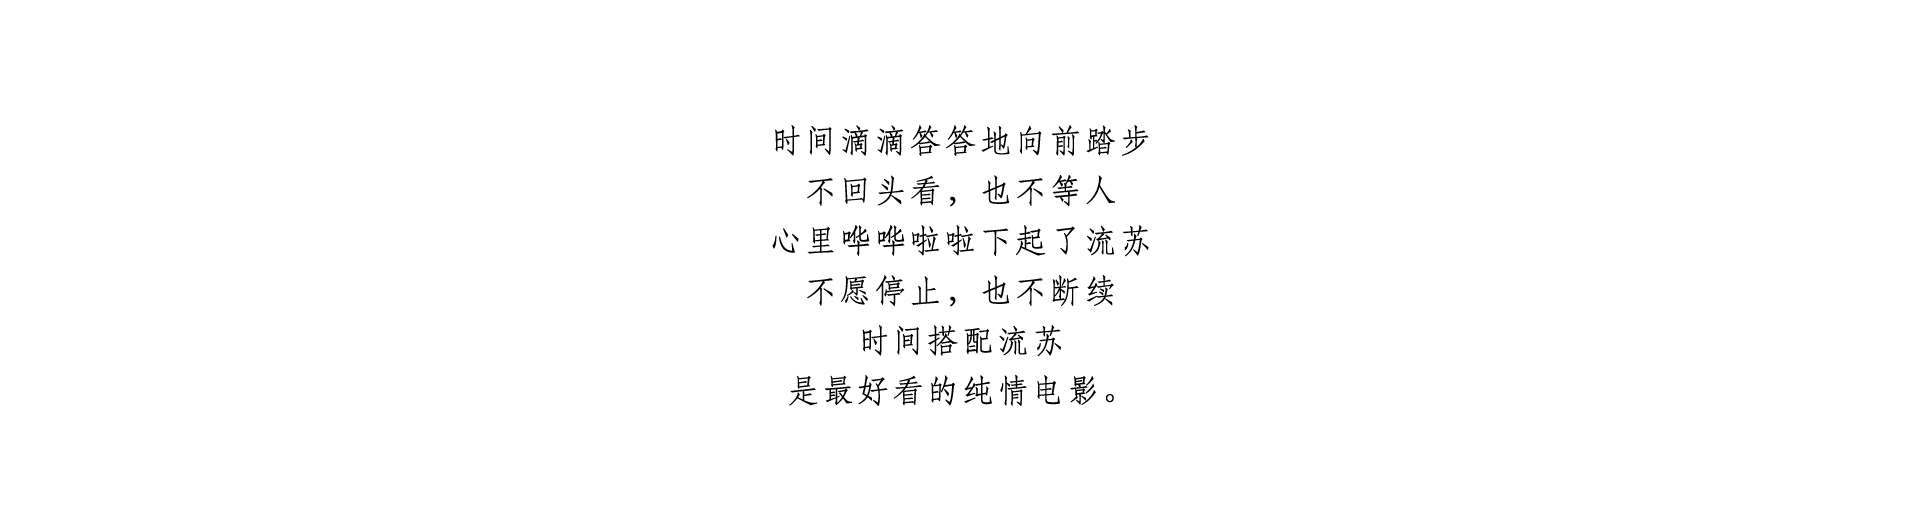 时间滴滴答答地向前踏步
不回头看，也不等人
心里哗哗啦啦下起了流苏
不愿停止，也不断续
时间搭配流苏
是最好看的纯情电影。